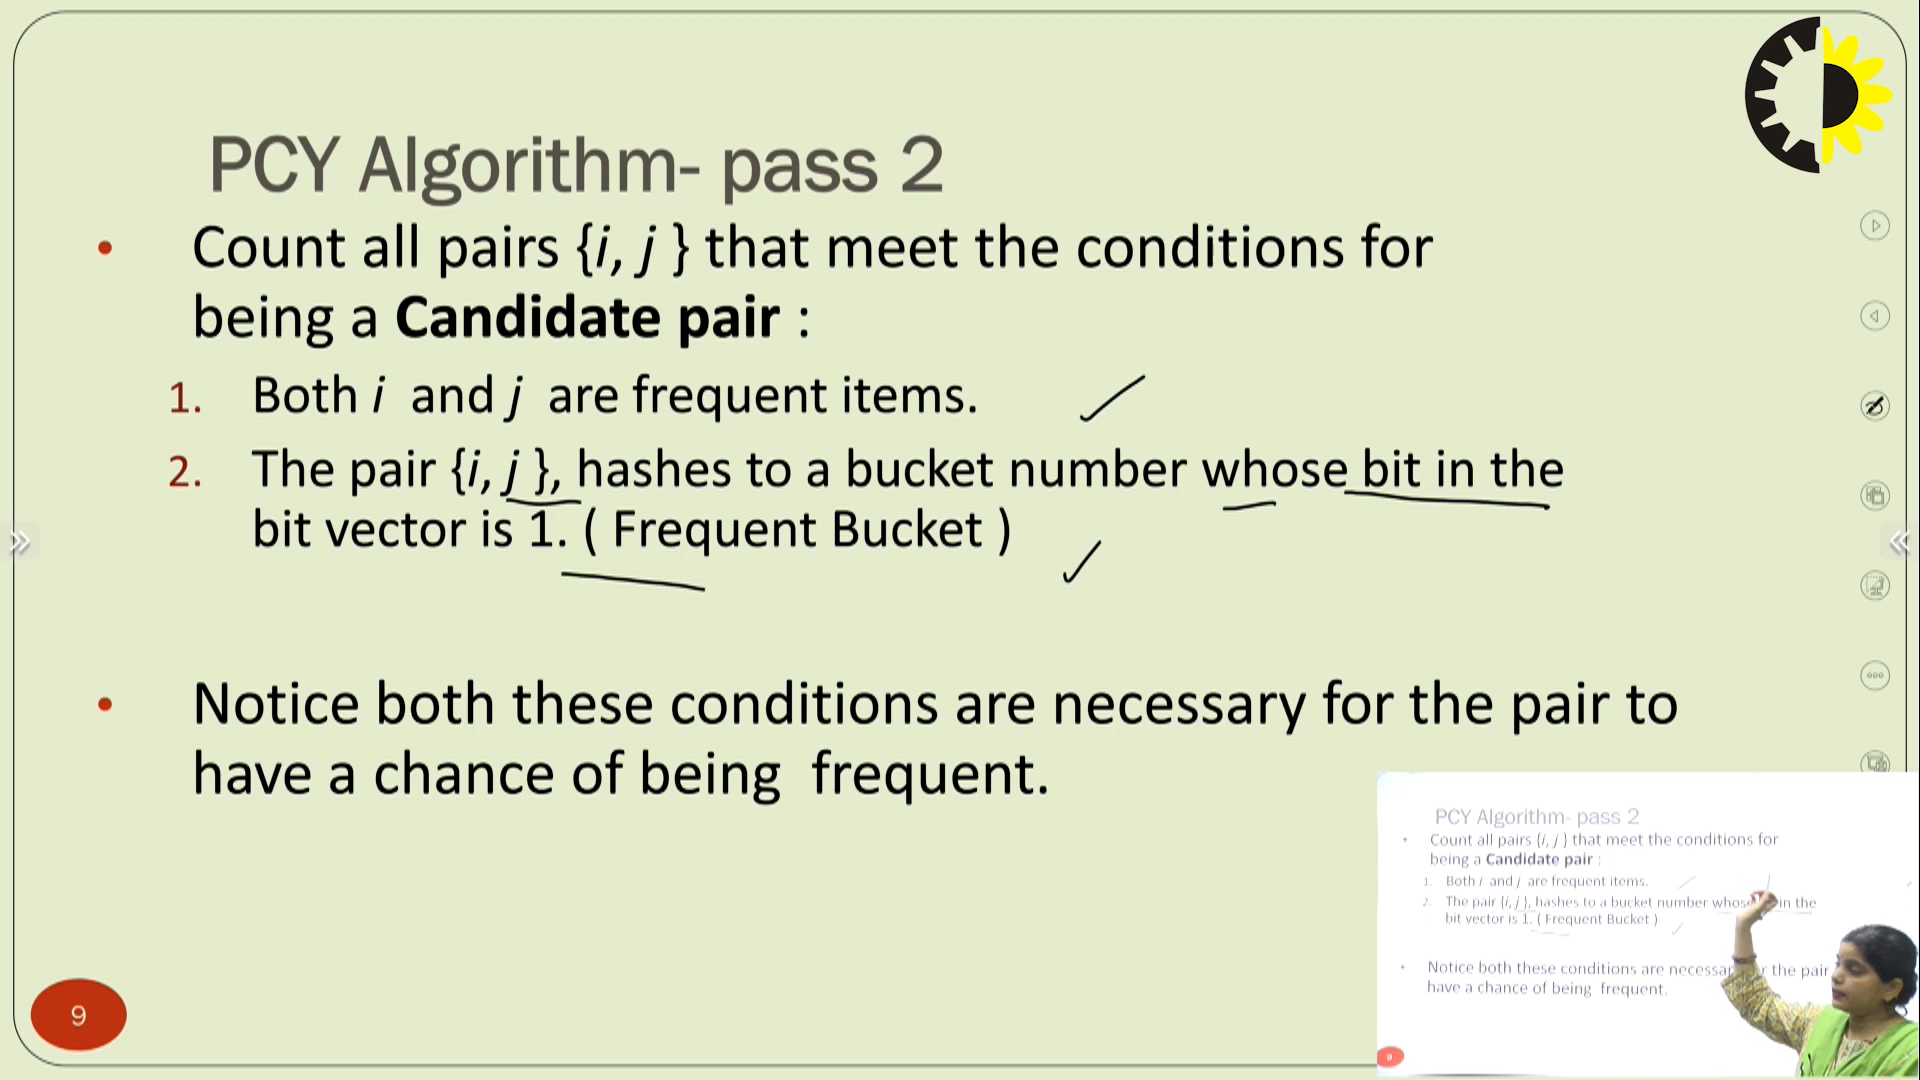 PCY Algorithm- pass 2
• Count all pairs {i, j } that meet the conditions for
being a Candidate pair :
1. Both i and j are frequent items.
2. The pair {i, j }, hashes to a bucket number whose bit in the
bit vector is 1. ( Frequent Bucket )
• Notice both these conditions are necessary for the pair to
have a chance of being frequent.
9
PCY Algorithm- pass 2
• Count all pairs {i, j } that meet the conditions for
being a Candidate pair :
1. Both i and j are frequent items.
2. The pair {i, j }, hashes to a bucket number in the
bit vector is 1. ( Frequent Bucket )
• Notice both these conditions are the pair
have a chance of being frequent.
9